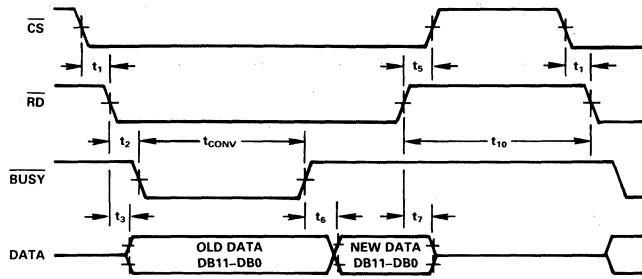 CS
t1
t5
t1
RD
t2
tCONV
t10
BUSY
t3
t6
t7
DATA
OLD DATA
DB11–DB0
NEW DATA
DB11–DB0